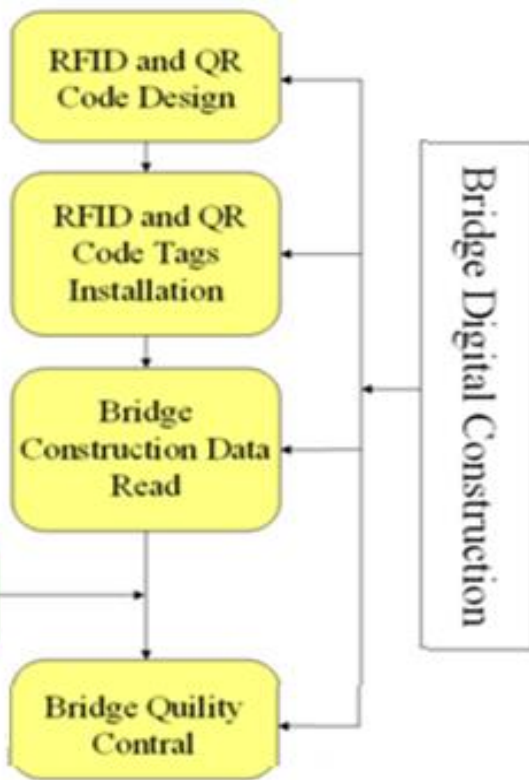 RFID and QR
Code Design
RFID and QR
Code Tags
Installation
Bridge
Construction Data
Read
Bridge Quility
Contral
Bridge Digital Construction